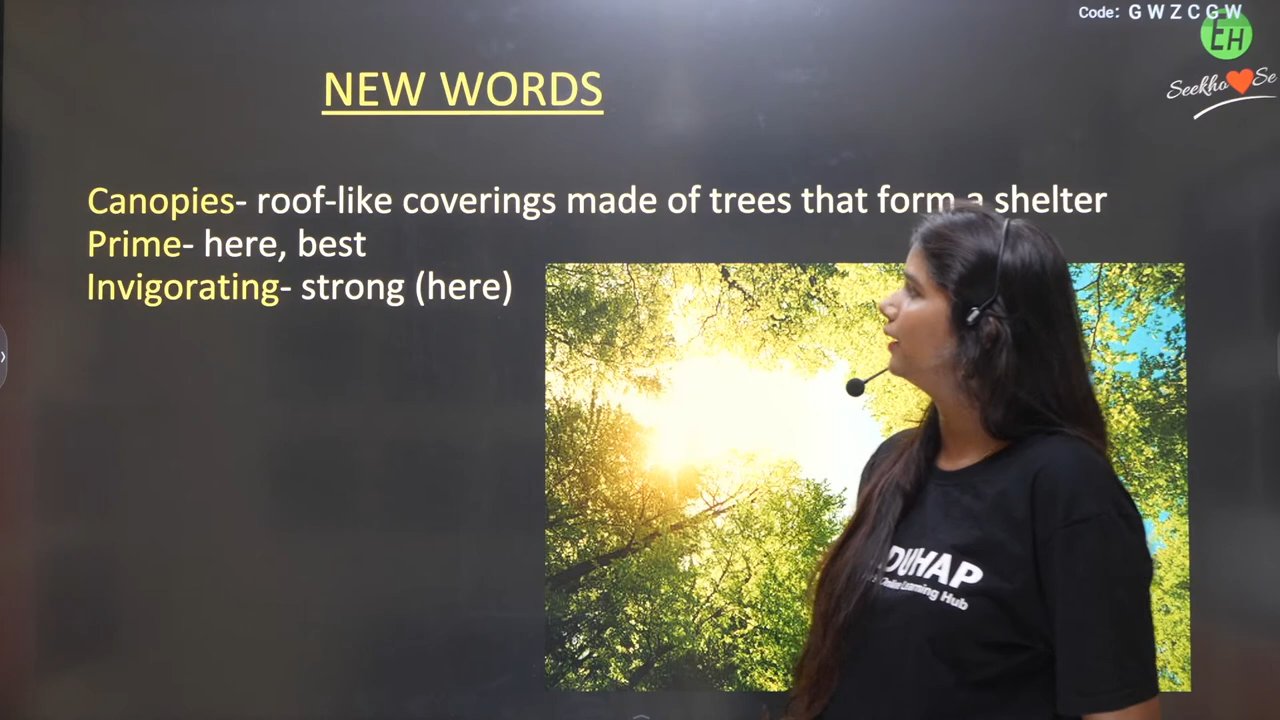 Code: G W Z C G W
EH
Seekho Se
NEW WORDS
Canopies- roof-like coverings made of trees that form a shelter
Prime- here, best
Invigorating- strong (here)
DUHAP
Online Learning Hub